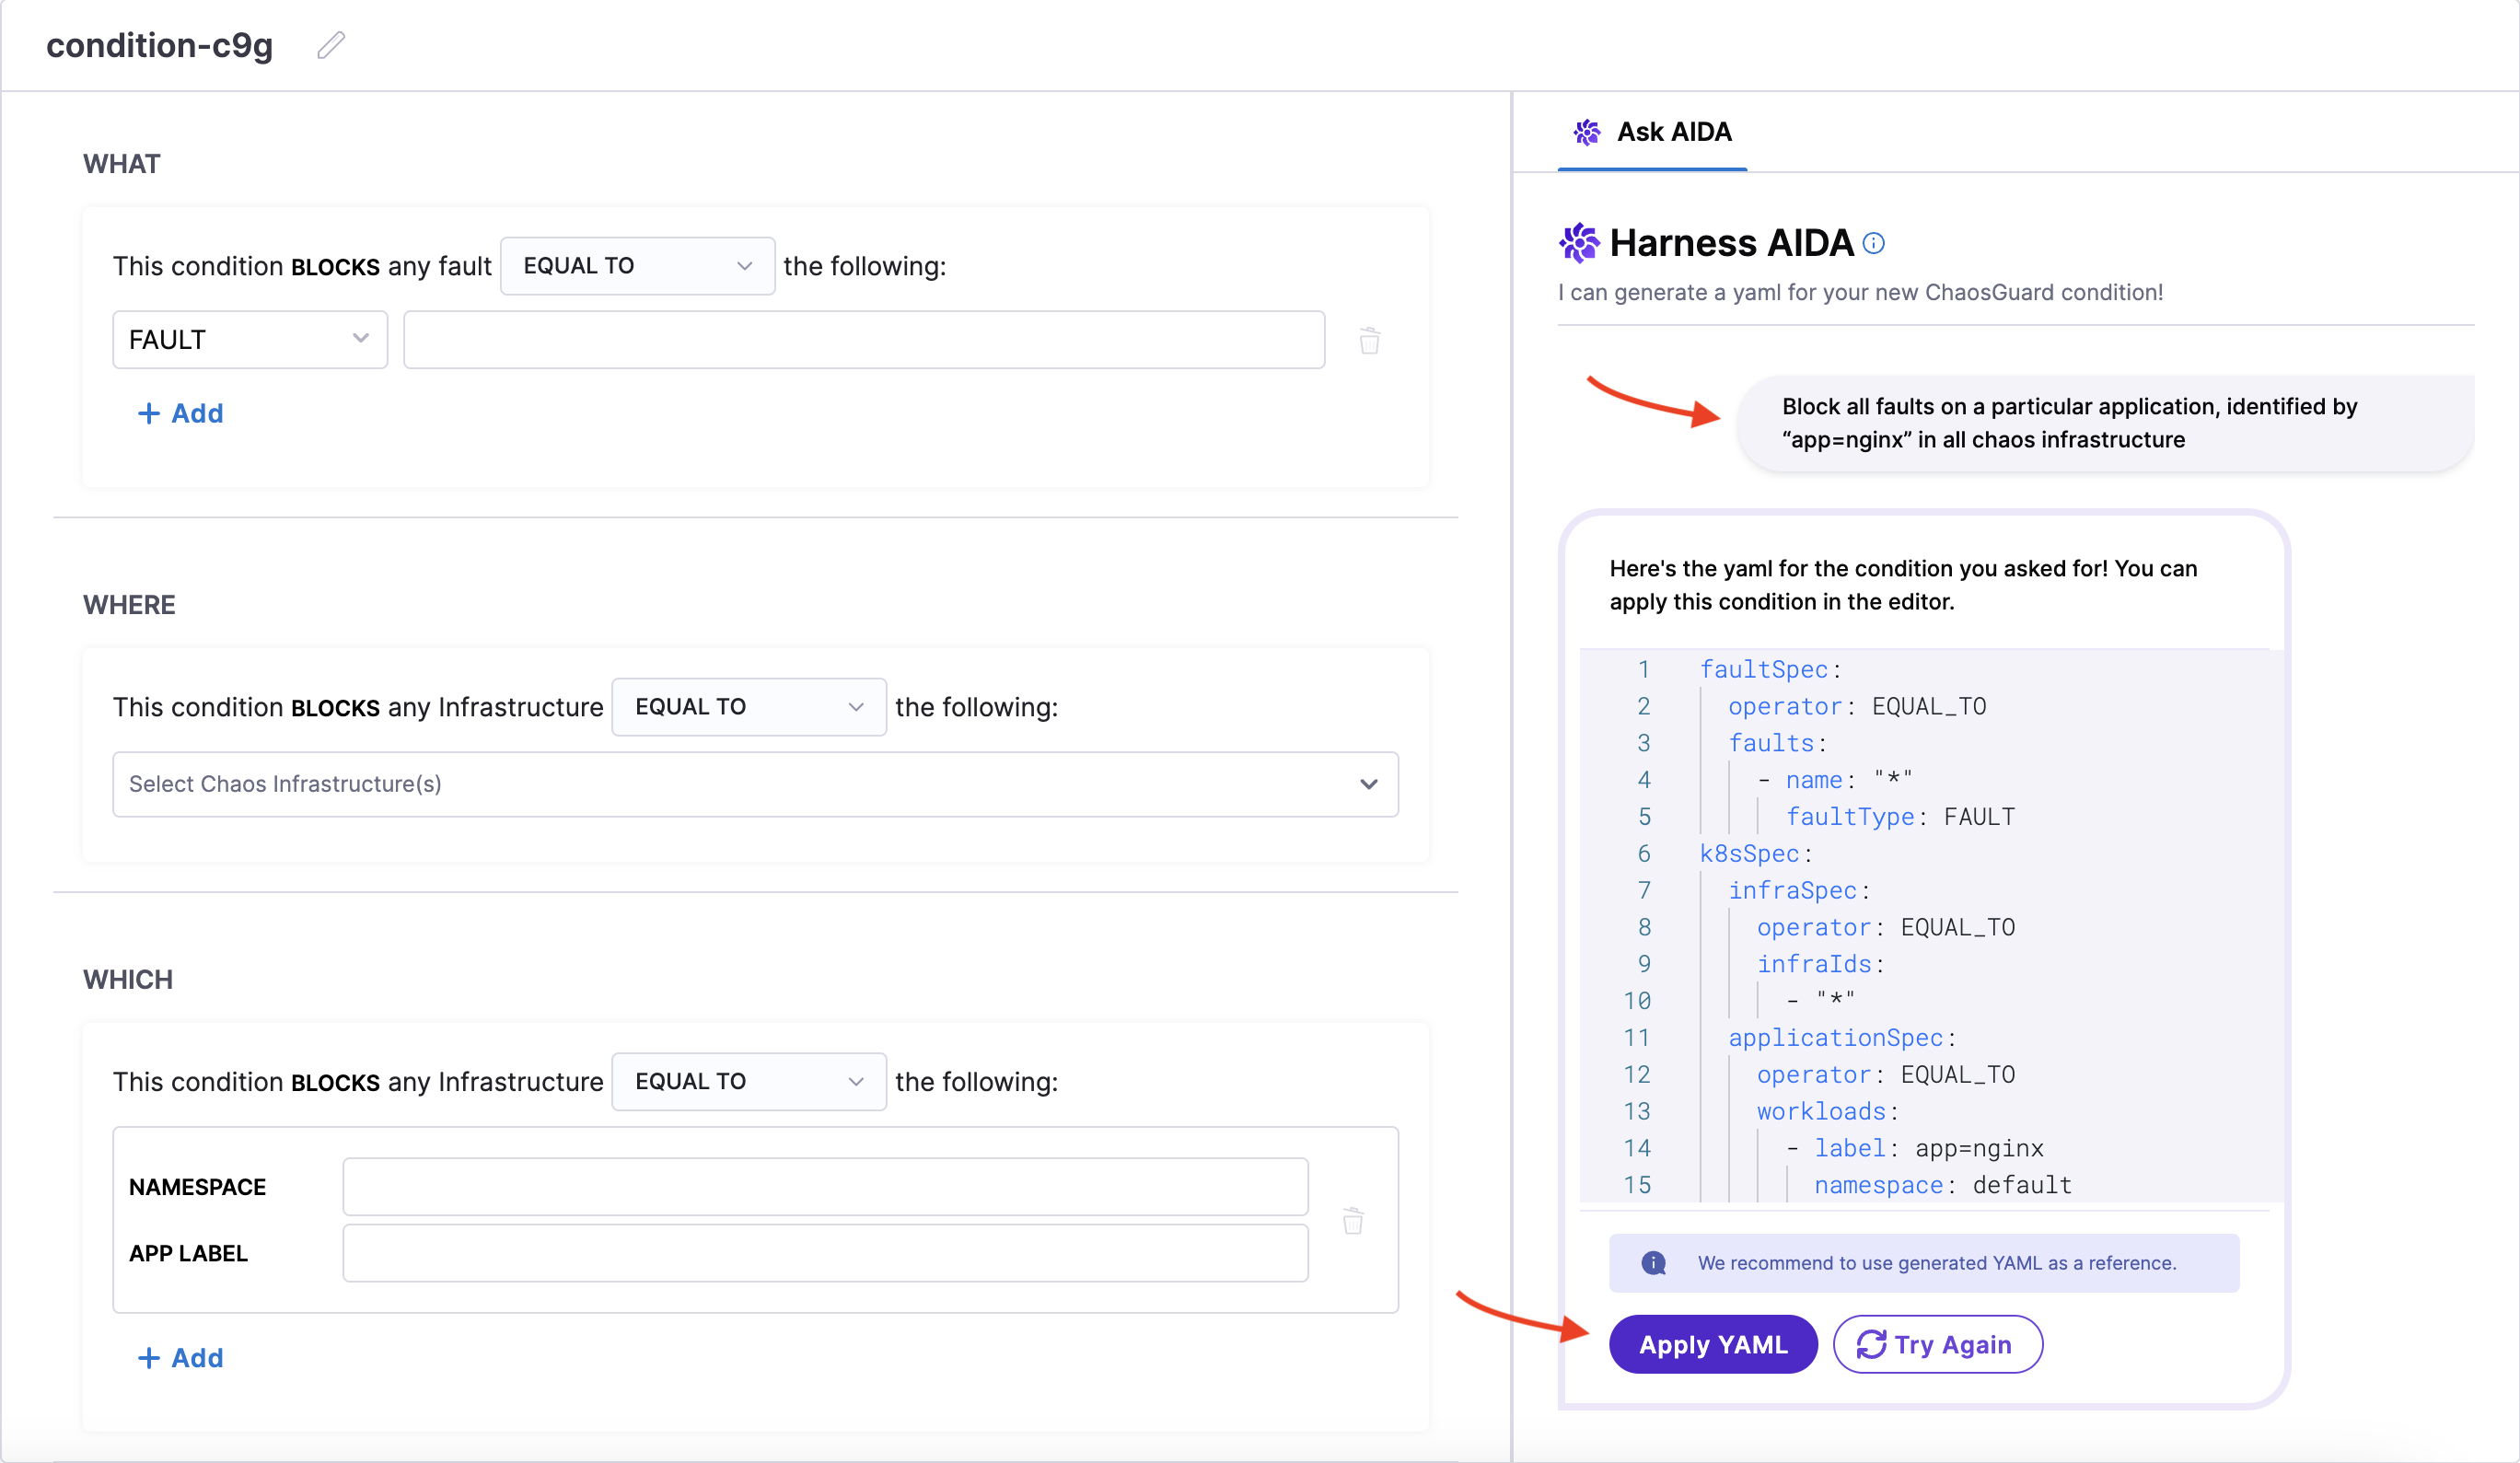 condition-c9g
WHAT
This condition BLOCKS any fault EQUAL TO the following:
FAULT
+ Add
WHERE
This condition BLOCKS any Infrastructure EQUAL TO the following:
Select Chaos Infrastructure(s)
WHICH
This condition BLOCKS any Infrastructure EQUAL TO the following:
NAMESPACE
APP LABEL
+ Add
Ask AIDA
Harness AIDA
I can generate a yaml for your new ChaosGuard condition!
Block all faults on a particular application, identified by
“app=nginx” in all chaos infrastructure
Here's the yaml for the condition you asked for! You can
apply this condition in the editor.
1 faultSpec:
2 operator: EQUAL_TO
3 faults:
4 - name: "*"
5 faultType: FAULT
6 k8sSpec:
7 infraSpec:
8 operator: EQUAL_TO
9 infraIds:
10 - "*"
11 applicationSpec:
12 operator: EQUAL_TO
13 workloads:
14 - label: app=nginx
15 namespace: default
We recommend to use generated YAML as a reference.
Apply YAML
Try Again